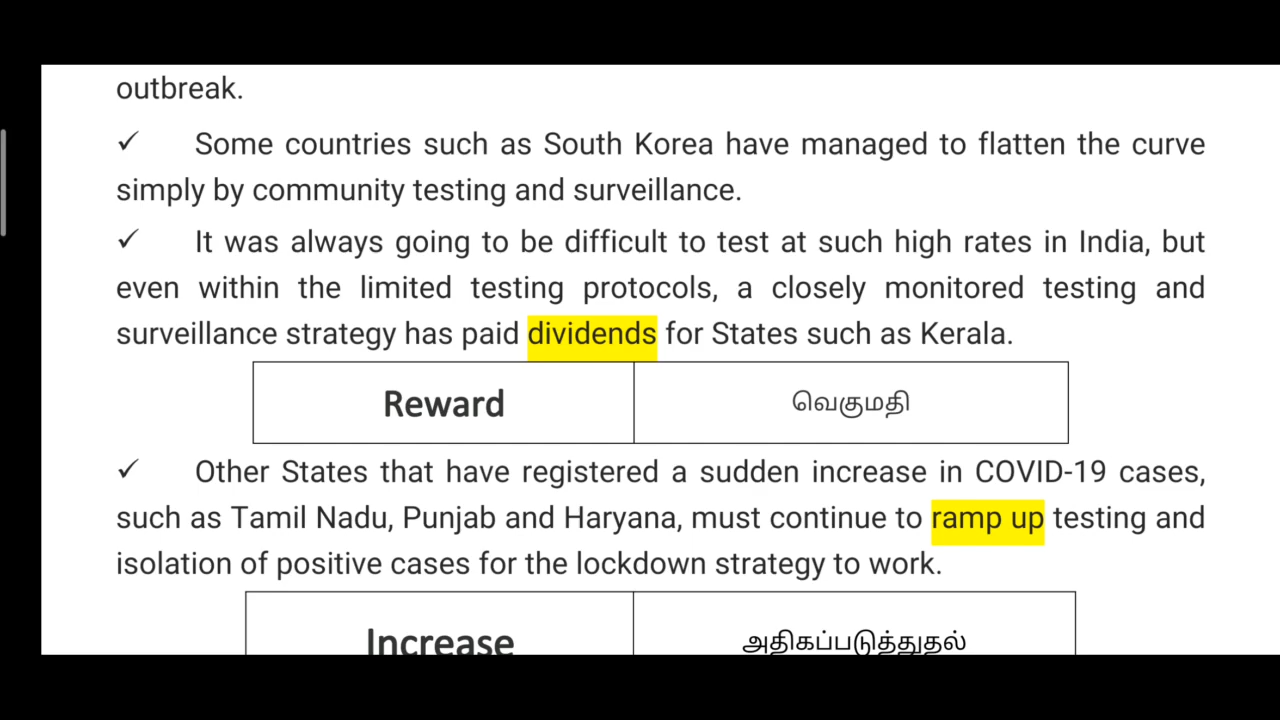 outbreak.
✓ Some countries such as South Korea have managed to flatten the curve
simply by community testing and surveillance.
✓ It was always going to be difficult to test at such high rates in India, but
even within the limited testing protocols, a closely monitored testing and
surveillance strategy has paid dividends for States such as Kerala.
Reward வெகுமதி
✓ Other States that have registered a sudden increase in COVID-19 cases,
such as Tamil Nadu, Punjab and Haryana, must continue to ramp up testing and
isolation of positive cases for the lockdown strategy to work.
Increase அதிகப்படுத்துதல்